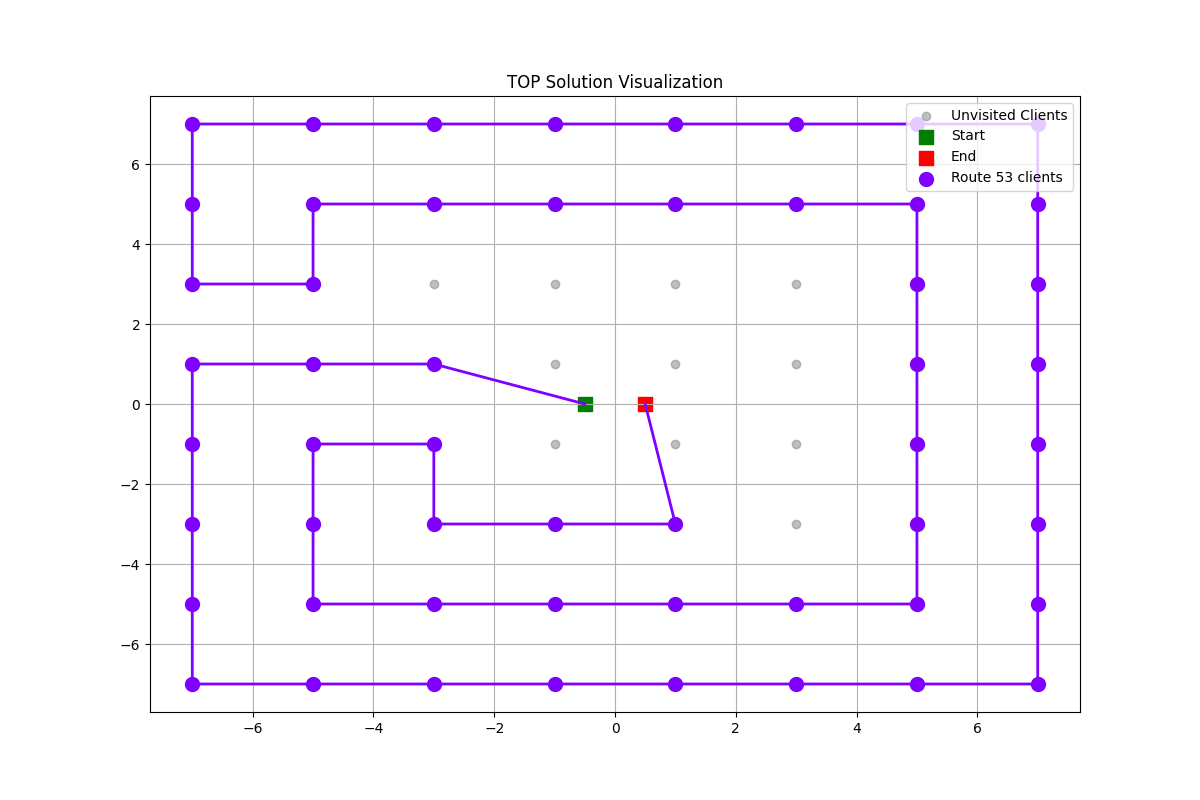 TOP Solution Visualization
Unvisited Clients
Start
End
Route 53 clients
6
4
2
0
−2
−4
−6
−6 −4 −2 0 2 4 6